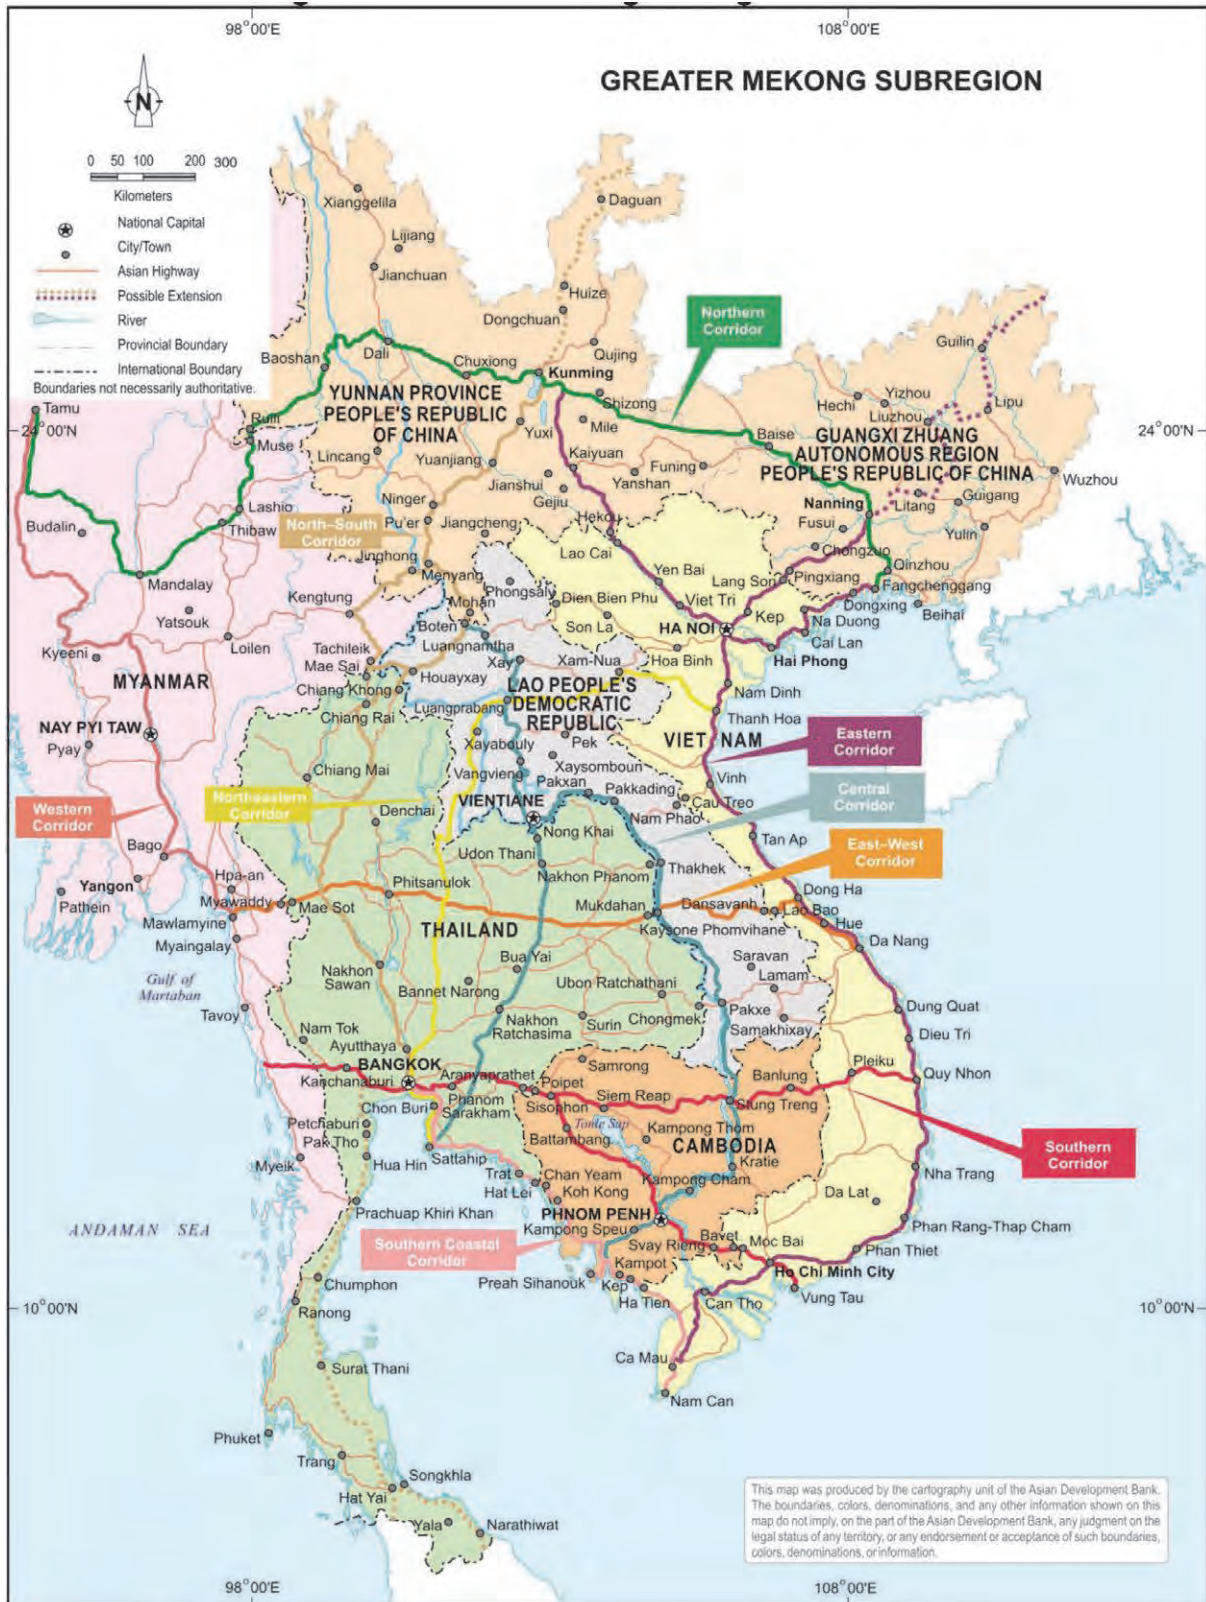 98°00'E
108°00'E
GREATER MEKONG SUBREGION
N
0 50 100 200 300
Kilometers
National Capital
City/Town
Asian Highway
Possible Extension
River
Provincial Boundary
International Boundary
Boundaries not necessarily authoritative.
Daguan
Xianggelila
Lijiang
Jianchuan
Huize
Dongchuan
Northern
Corridor
Guilin
Baoshan
Dali
Chuxiong
Qujing
Kunming
YUNNAN PROVINCE
PEOPLE'S REPUBLIC
OF CHINA
Shizong
Hechi
Yizhou
Liuzhou
Lipu
Tamu
Ruili
Muse
24°00'N
24°00'N
Yuxi
Mile
Baise
GUANGXI ZHUANG
AUTONOMOUS REGION
PEOPLE'S REPUBLIC OF CHINA
Lincang
Yuanjiang
Kaiyuan
Funing
Yanshan
Wuzhou
Jianshui
Gejiu
Ninger
Nanning
Litang
Guigang
Lashio
Budalin
Thibaw
North–South
Corridor
Pu'er
Jiangcheng
Hekou
Fusui
Yulin
Jinghong
Lao Cai
Chongzuo
Mandalay
Menyang
Yen Bai
Lang Son
Pingxiang
Qinzhou
Kengtung
Phongsaly
Fangchenggang
Yatsouk
Mohan
Dien Bien Phu
Viet Tri
Kep
Dongxing
Beihai
Boten
Son La
HA NOI
Na Duong
Loilen
Tachileik
Luangnamtha
Cai Lan
Kyeeni
Mae Sai
Xay
Xam-Nua
Hoa Binh
Hai Phong
MYANMAR
Houayxay
LAO PEOPLE'S
DEMOCRATIC
REPUBLIC
Chiang Khong
Chiang Rai
Luangprabang
Nam Dinh
Thanh Hoa
NAY PYI TAW
Pyay
Xayabouly
Pek
VIET NAM
Eastern
Corridor
Chiang Mai
Vangvieng
Xaysomboun
Pakxan
Vinh
Central
Corridor
Western
Corridor
Northeastern
Corridor
VIENTIANE
Pakkading
Cau Treo
Denchai
Nam Phao
Nong Khai
Tan Ap
Bago
Udon Thani
East–West
Corridor
Yangon
Hpa-an
Nakhon Phanom
Thakhek
Pathein
Myawaddy
Phitsanulok
Dong Ha
Mae Sot
Mukdahan
Dansavanh
Lao Bao
Mawlamyine
Kaysone Phomvihane
Hue
Myaingalay
THAILAND
Da Nang
Gulf of
Martaban
Nakhon
Sawan
Bua Yai
Saravan
Bannet Narong
Ubon Ratchathani
Lamam
Tavoy
Chongmek
Pakxe
Dung Quat
Nam Tok
Nakhon
Ratchasima
Surin
Samakhixay
Dieu Tri
Ayutthaya
BANGKOK
Samrong
Pleiku
Kanchanaburi
Aranyaprathet
Poipet
Banlung
Quy Nhon
Chon Buri
Phanom
Sarakham
Sisophon
Siem Reap
Stung Treng
Petchaburi
Tonle Sap
Kampong Thom
Pak Tho
Battambang
CAMBODIA
Southern
Corridor
Myeik
Hua Hin
Sattahip
Kratie
Nha Trang
Trat
Chan Yeam
Kampong Cham
Da Lat
Hat Lei
Koh Kong
Prachuap Khiri Khan
PHNOM PENH
Phan Rang-Thap Cham
ANDAMAN SEA
Kampong Speu
Southern Coastal
Corridor
Svay Rieng
Bavet
Moc Bai
Phan Thiet
Kampot
Ho Chi Minh City
Preah Sihanouk
Kep
Chumphon
Ha Tien
Can Tho
Vung Tau
10°00'N
10°00'N
Ranong
Surat Thani
Ca Mau
Nam Can
Phuket
Trang
Songkhla
Hat Yai
Yala
Narathiwat
This map was produced by the cartography unit of the Asian Development Bank.
The boundaries, colors, denominations, and any other information shown on this
map do not imply, on the part of the Asian Development Bank, any judgment on the
legal status of any territory, or any endorsement or acceptance of such boundaries,
colors, denominations, or information.
98°00'E
108°00'E